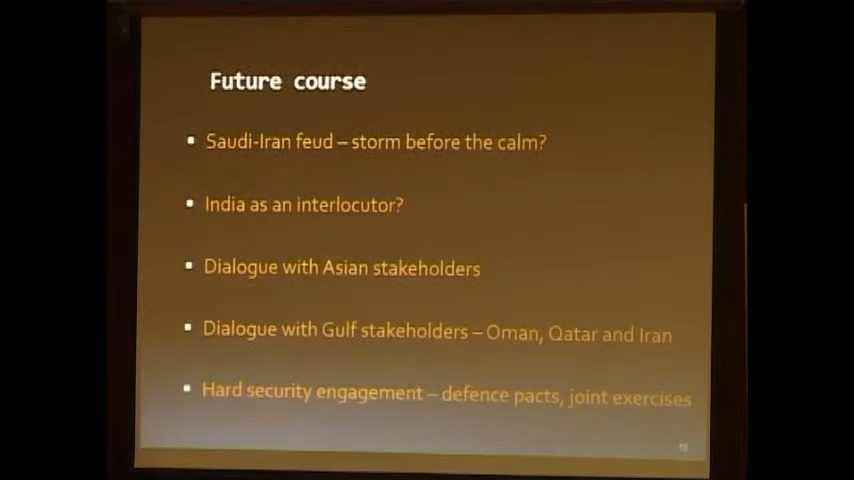 Future course
▪ Saudi-Iran feud – storm before the calm?
▪ India as an interlocutor?
▪ Dialogue with Asian stakeholders
▪ Dialogue with Gulf stakeholders – Oman, Qatar and Iran
▪ Hard security engagement – defence pacts, joint exercises